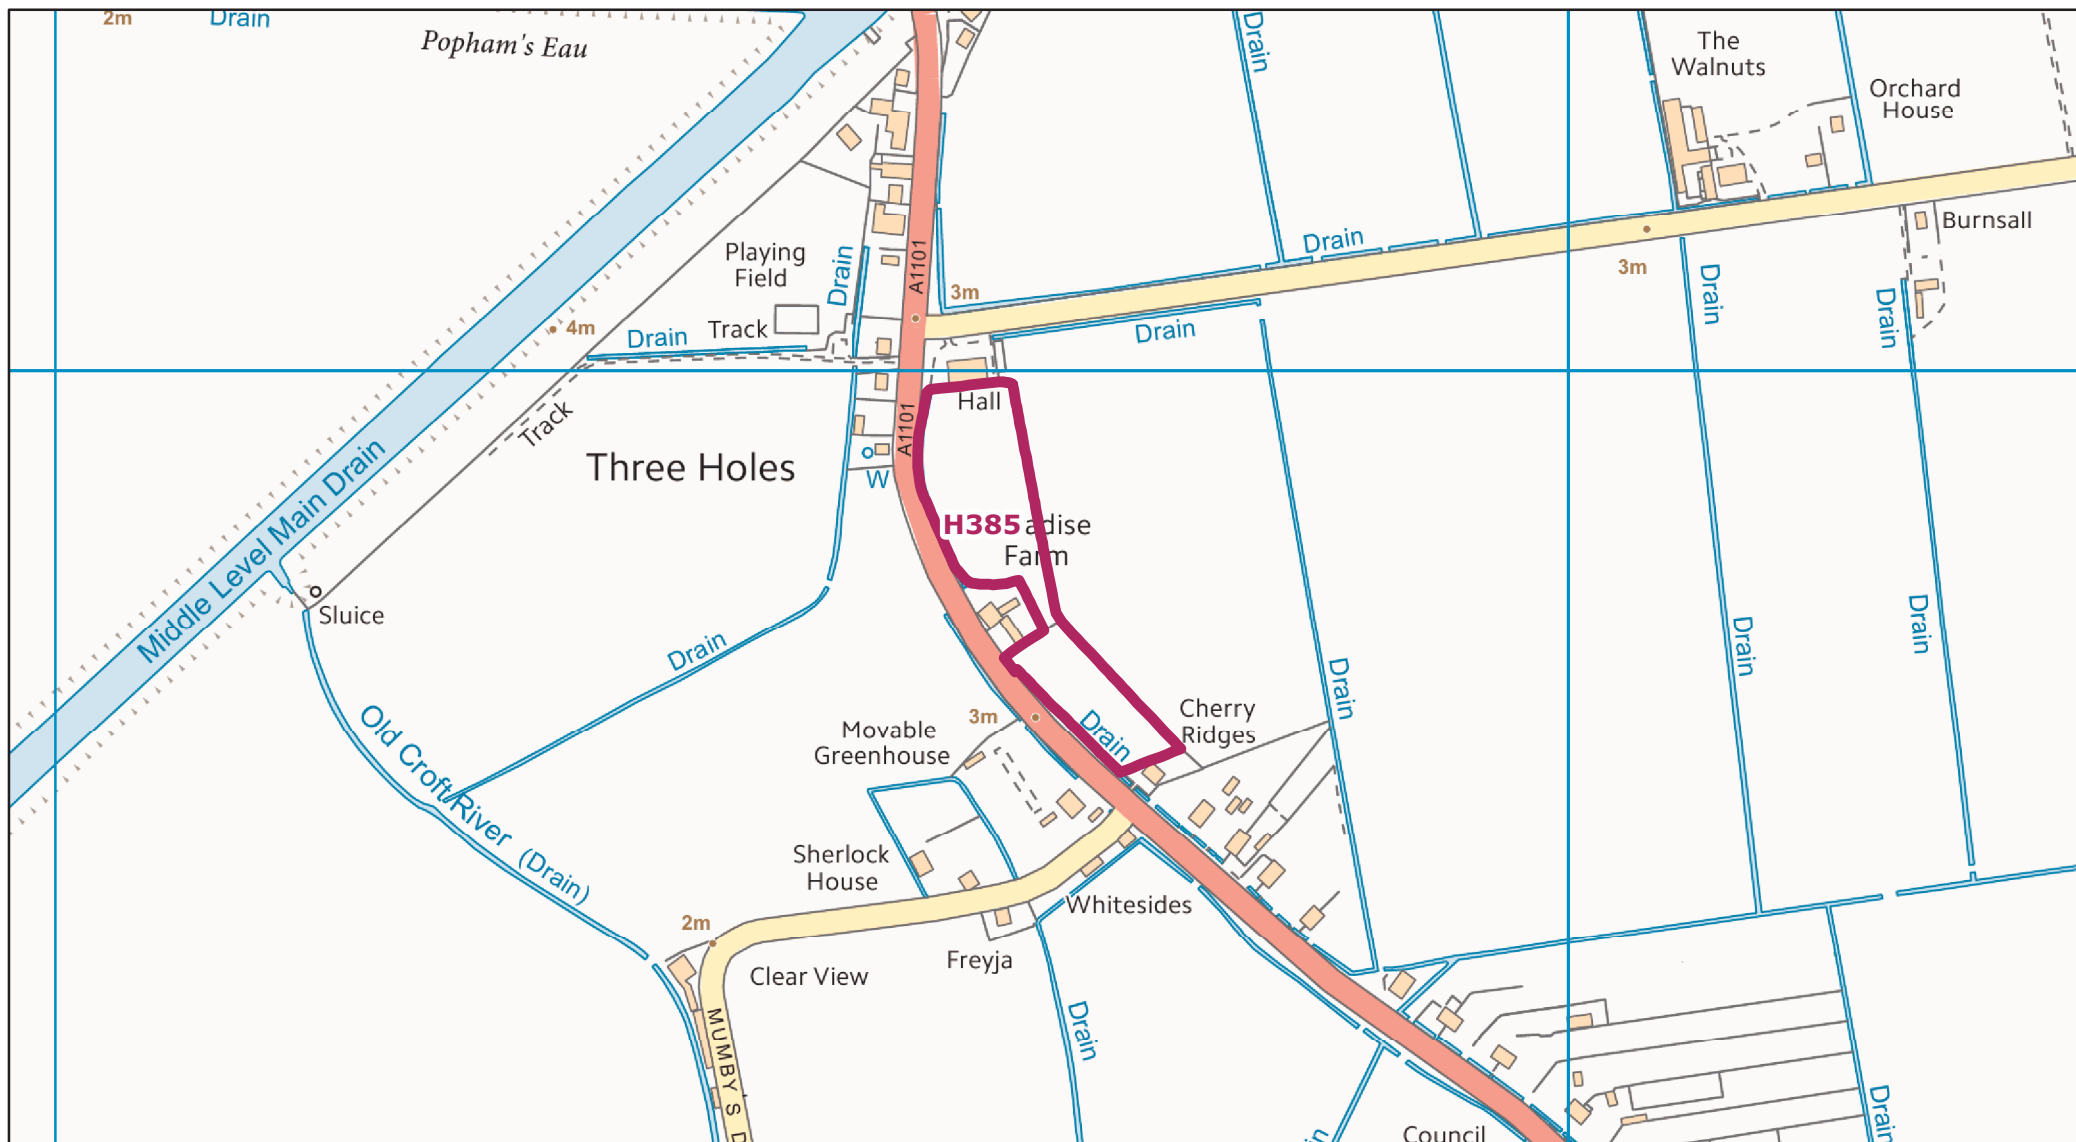 2m
Drain
Popham's Eau
Drain
The
Walnuts
Orchard
House
Burnsall
Playing
Field
Drain
A1101
Drain
3m
3m
Drain
Drain
4m
Drain
Track
Drain
Track
Hall
A1101
Three Holes
W
Middle Level Main Drain
H385
adise
Farm
Sluice
Drain
Drain
Drain
Drain
Old Croft River (Drain)
Movable
Greenhouse
3m
Drain
Cherry
Ridges
Sherlock
House
Whitesides
2m
Clear View
Freyja
Drain
MUMBY'S D
Council
Drain